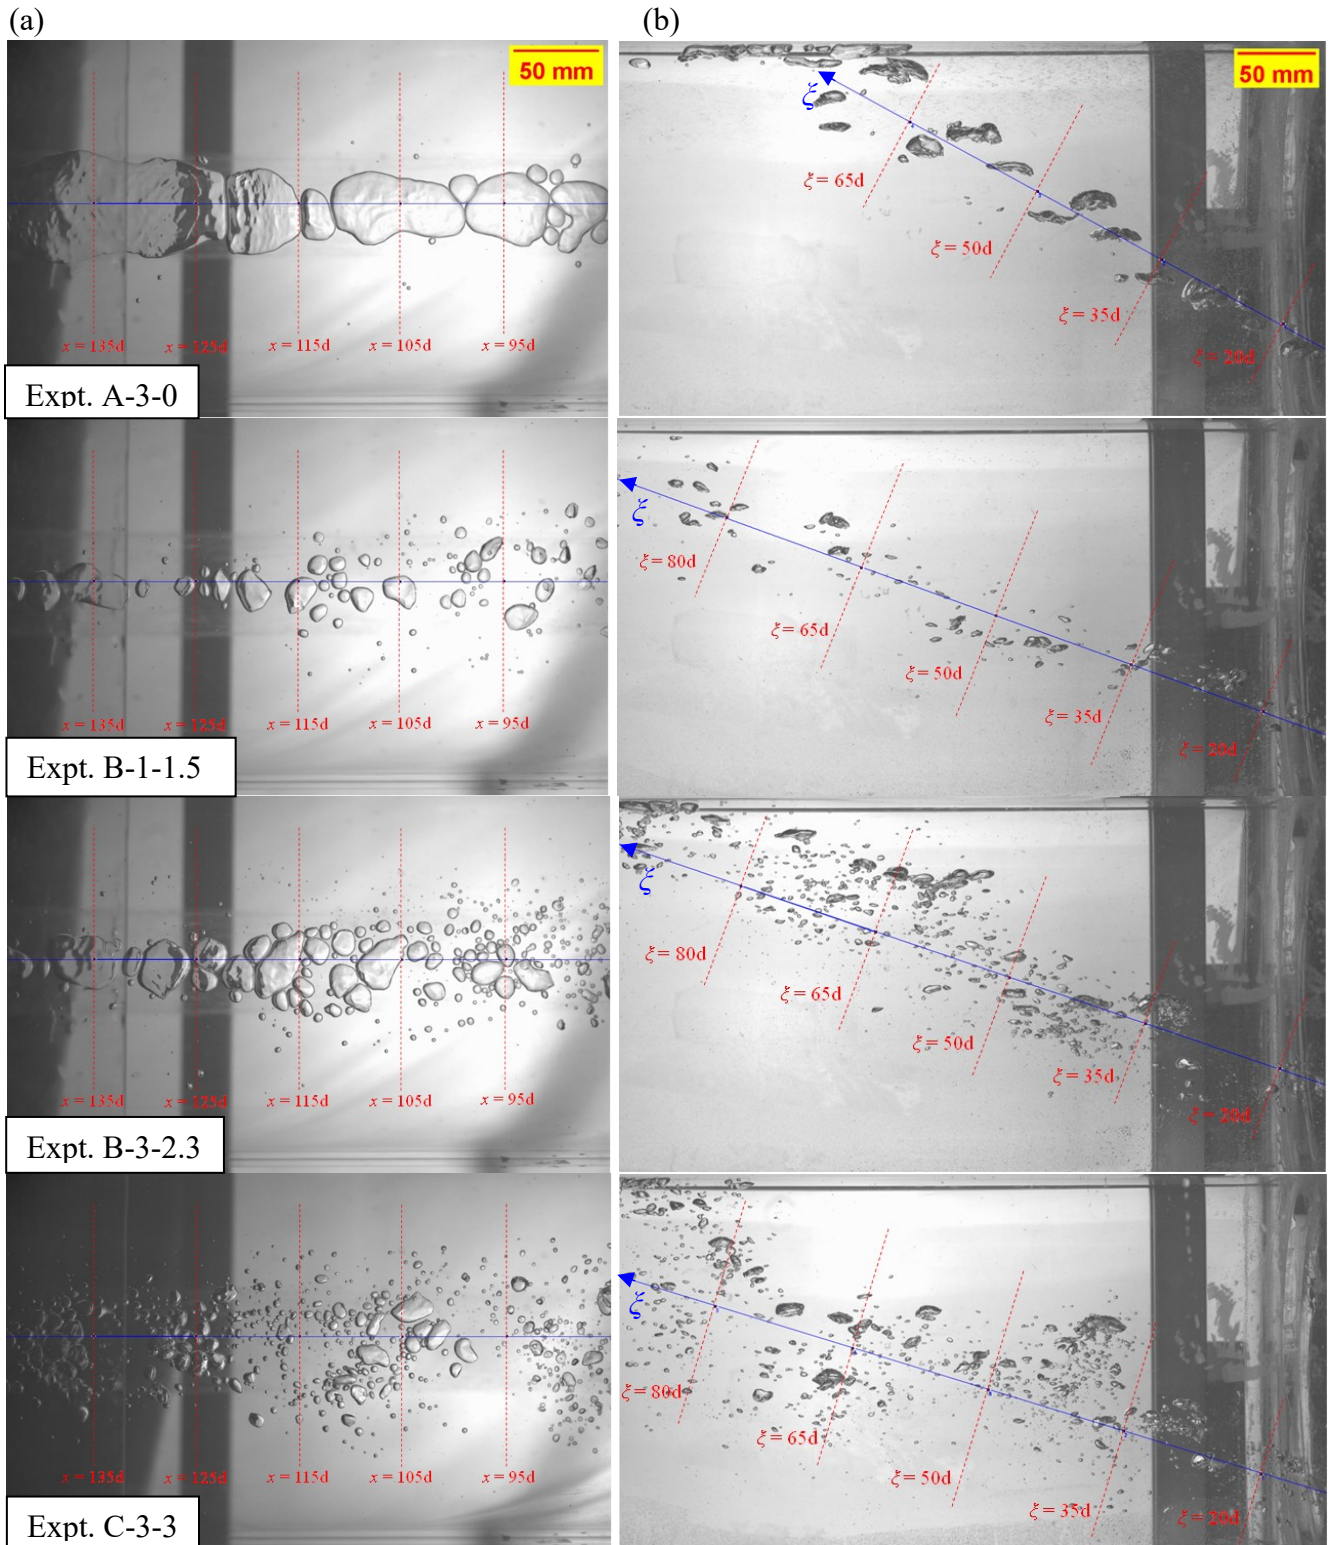 (a)
(b)
50 mm
50 mm
ξ
ξ = 65d
ξ = 50d
ξ = 35d
ξ = 20d
x = 135d x = 125d x = 115d x = 105d x = 95d
Expt. A-3-0
ξ
ξ = 80d
ξ = 65d
ξ = 50d
ξ = 35d
ξ = 20d
x = 135d x = 125d x = 115d x = 105d x = 95d
Expt. B-1-1.5
ξ
ξ = 80d
ξ = 65d
ξ = 50d
ξ = 35d
ξ = 20d
x = 135d x = 125d x = 115d x = 105d x = 95d
Expt. B-3-2.3
ξ
ξ = 80d
ξ = 65d
ξ = 50d
ξ = 35d
ξ = 20d
x = 135d x = 125d x = 115d x = 105d x = 95d
Expt. C-3-3